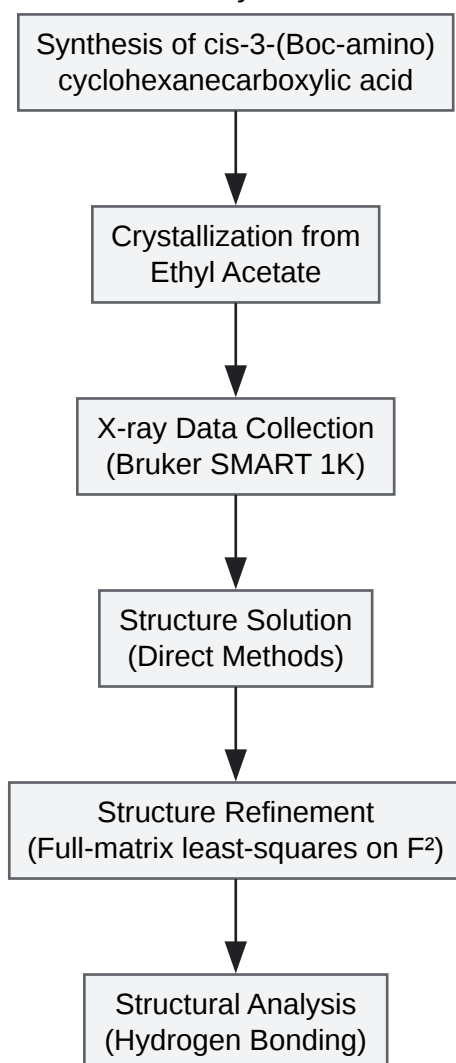 Synthesis of cis-3-(Boc-amino)
cyclohexanecarboxylic acid
Crystallization from
Ethyl Acetate
X-ray Data Collection
(Bruker SMART 1K)
Structure Solution
(Direct Methods)
Structure Refinement
(Full-matrix least-squares on F²)
Structural Analysis
(Hydrogen Bonding)